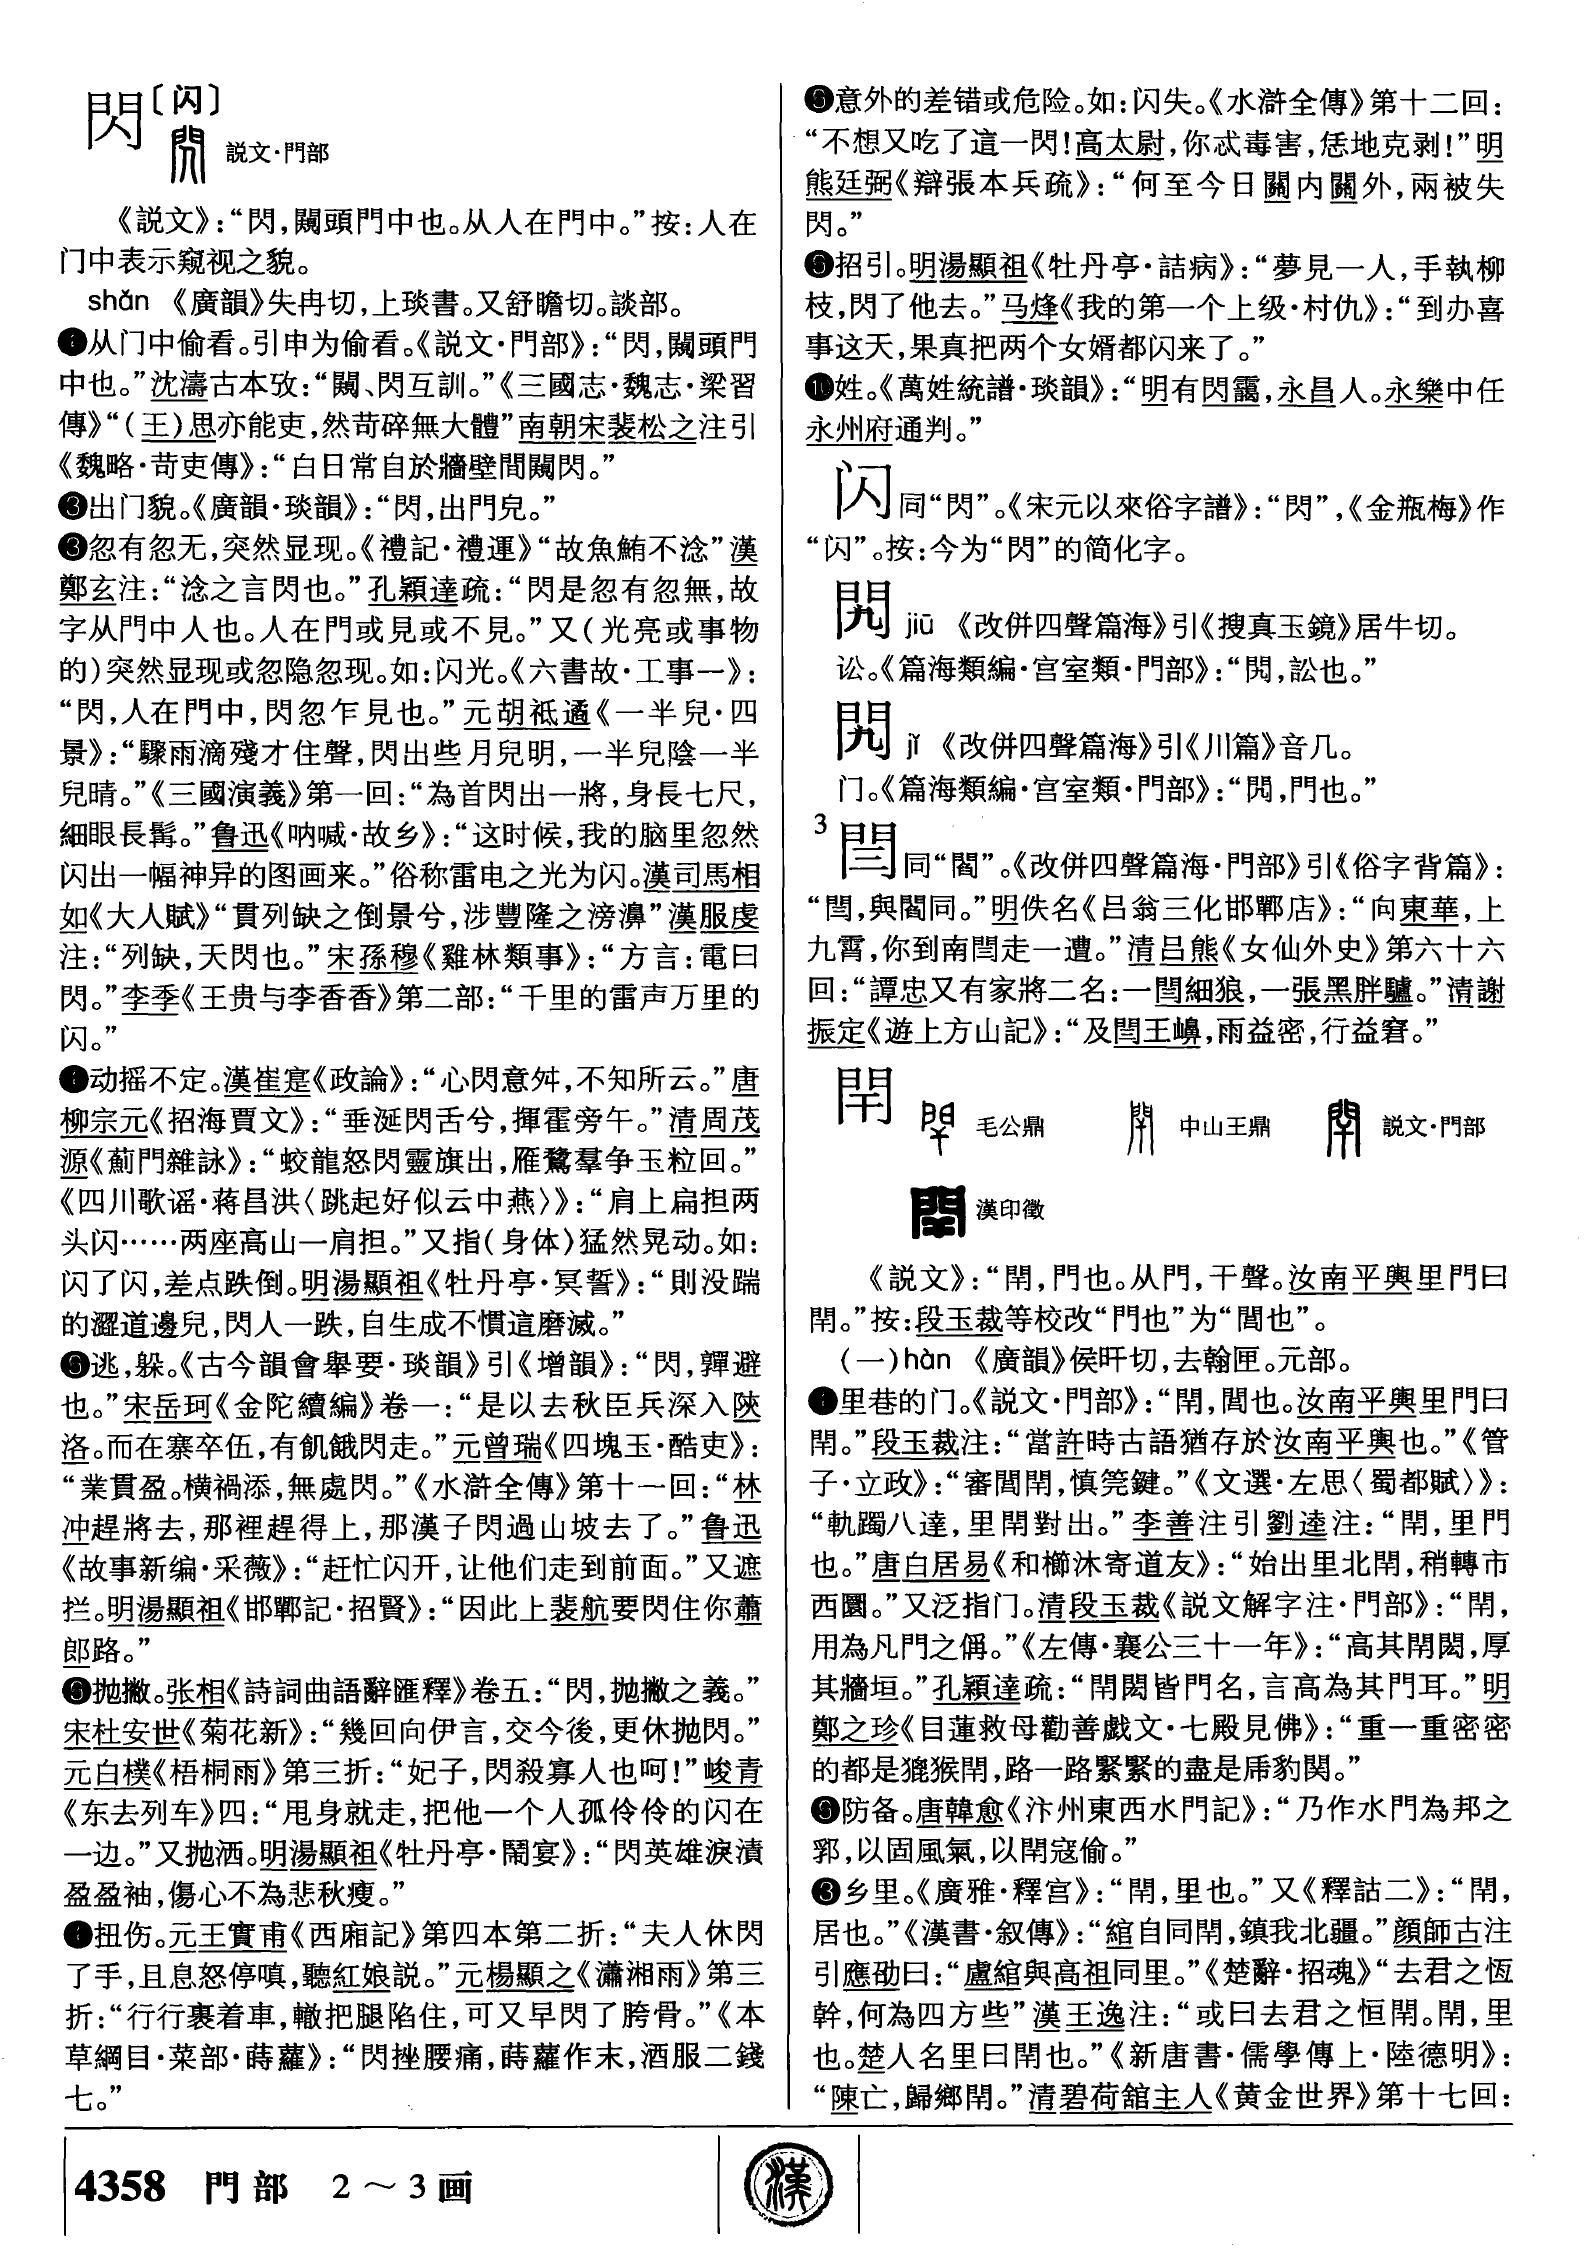 閃〔闪〕
説文·門部
《説文》：“閃，闚頭門中也。从人在門中。”按：人在
门中表示窥视之貌。
shǎn 《廣韻》失冉切，上琰書。又舒贍切。談部。
❶从门中偷看。引申为偷看。《説文·門部》：“閃，闚頭門
中也。”沈濤古本攷：“闚、閃互訓。”《三國志·魏志·梁習
傳》“（王）思亦能吏，然苛碎無大體”南朝宋裴松之注引
《魏略·苛吏傳》：“白日常自於牆壁間闚閃。”
❷出门貌。《廣韻·琰韻》：“閃，出門皃。”
❸忽有忽无，突然显现。《禮記·禮運》“故魚鮪不淰”漢
鄭玄注：“淰之言閃也。”孔穎達疏：“閃是忽有忽無，故
字从門中人也。人在門或見或不見。”又（光亮或事物
的）突然显现或忽隐忽现。如：闪光。《六書故·工事一》：
“閃，人在門中，閃忽乍見也。”元胡祗遹《一半兒·四
景》：“驟雨滴殘才住聲，閃出些月兒明，一半兒陰一半
兒晴。”《三國演義》第一回：“為首閃出一將，身長七尺，
細眼長髯。”鲁迅《呐喊·故乡》：“这时候，我的脑里忽然
闪出一幅神异的图画来。”俗称雷电之光为闪。漢司馬相
如《大人賦》“貫列缺之倒景兮，涉豐隆之滂濞”漢服虔
注：“列缺，天閃也。”宋孫穆《雞林類事》：“方言：電曰
閃。”李季《王贵与李香香》第二部：“千里的雷声万里的
闪。”
❹动摇不定。漢崔寔《政論》：“心閃意舛，不知所云。”唐
柳宗元《招海賈文》：“垂涎閃舌兮，揮霍旁午。”清周茂
源《薊門雜詠》：“蛟龍怒閃靈旗出，雁鶩羣争玉粒回。”
《四川歌谣·蒋昌洪〈跳起好似云中燕〉》：“肩上扁担两
头闪……两座高山一肩担。”又指（身体）猛然晃动。如：
闪了闪，差点跌倒。明湯顯祖《牡丹亭·冥誓》：“則没踹
的澀道邊兒，閃人一跌，自生成不慣這磨滅。”
❺逃，躲。《古今韻會舉要·琰韻》引《增韻》：“閃，嚲避
也。”宋岳珂《金陀續編》卷一：“是以去秋臣兵深入陝
洛。而在寨卒伍，有飢餓閃走。”元曾瑞《四塊玉·酷吏》：
“業貫盈。横禍添，無處閃。”《水滸全傳》第十一回：“林
冲趕將去，那裡趕得上，那漢子閃過山坡去了。”鲁迅
《故事新编·采薇》：“赶忙闪开，让他们走到前面。”又遮
拦。明湯顯祖《邯鄲記·招賢》：“因此上裴航要閃住你蕭
郎路。”
❻抛撇。张相《詩詞曲語辭匯釋》卷五：“閃，抛撇之義。”
宋杜安世《菊花新》：“幾回向伊言，交今後，更休抛閃。”
元白樸《梧桐雨》第三折：“妃子，閃殺寡人也呵！”峻青
《东去列车》四：“甩身就走，把他一个人孤伶伶的闪在
一边。”又抛洒。明湯顯祖《牡丹亭·鬧宴》：“閃英雄淚漬
盈盈袖，傷心不為悲秋瘦。”
❼扭伤。元王實甫《西廂記》第四本第二折：“夫人休閃
了手，且息怒停嗔，聽紅娘説。”元楊顯之《瀟湘雨》第三
折：“行行裹着車，轍把腿陷住，可又早閃了胯骨。”《本
草綱目·菜部·蒔蘿》：“閃挫腰痛，蒔蘿作末，酒服二錢
七。”
❽意外的差错或危险。如：闪失。《水滸全傳》第十二回：
“不想又吃了這一閃！高太尉，你忒毒害，恁地克剥！”明
熊廷弼《辯張本兵疏》：“何至今日關内關外，兩被失
閃。”
❾招引。明湯顯祖《牡丹亭·詰病》：“夢見一人，手執柳
枝，閃了他去。”马烽《我的第一个上级·村仇》：“到办喜
事这天，果真把两个女婿都闪来了。”
❿姓。《萬姓統譜·琰韻》：“明有閃靄，永昌人。永樂中任
永州府通判。”
闪 同“閃”。《宋元以來俗字譜》：“閃”，《金瓶梅》作
“闪”。按：今为“閃”的简化字。
䦯 jiū 《改併四聲篇海》引《搜真玉鏡》居牛切。
讼。《篇海類編·宫室類·門部》：“䦯，訟也。”
jǐ 《改併四聲篇海》引《川篇》音几。
门。《篇海類編·宫室類·門部》：“閲，門也。”
3
閆 同“閻”。《改併四聲篇海·門部》引《俗字背篇》：
“閆，與閻同。”明佚名《吕翁三化邯鄲店》：“向東華，上
九霄，你到南閆走一遭。”清吕熊《女仙外史》第六十六
回：“譚忠又有家將二名：一閆細狼，一張黑胖驢。”清謝
振定《遊上方山記》：“及閆王㠔，雨益密，行益窘。”
閈 毛公鼎 中山王鼎 説文·門部
漢印徵
《説文》：“閈，門也。从門，干聲。汝南平輿里門曰
閈。”按：段玉裁等校改“門也”为“閭也”。
（一）hàn 《廣韻》侯旰切，去翰匣。元部。
❶里巷的门。《説文·門部》：“閈，閭也。汝南平輿里門曰
閈。”段玉裁注：“當許時古語猶存於汝南平輿也。”《管
子·立政》：“審閭閈，慎筦鍵。”《文選·左思〈蜀都賦〉》：
“軌躅八達，里閈對出。”李善注引劉逵注：“閈，里門
也。”唐白居易《和櫛沐寄道友》：“始出里北閈，稍轉市
西闤。”又泛指门。清段玉裁《説文解字注·門部》：“閈，
用為凡門之偁。”《左傳·襄公三十一年》：“高其閈閎，厚
其牆垣。”孔穎達疏：“閈閎皆門名，言高為其門耳。”明
鄭之珍《目蓮救母勸善戲文·七殿見佛》：“重一重密密
的都是獼猴閈，路一路緊緊的盡是乕豹関。”
❷防备。唐韓愈《汴州東西水門記》：“乃作水門為邦之
郛，以固風氣，以閈寇偷。”
❸乡里。《廣雅·釋宫》：“閈，里也。”又《釋詁二》：“閈，
居也。”《漢書·叙傳》：“綰自同閈，鎮我北疆。”顔師古注
引應劭曰：“盧綰與高祖同里。”《楚辭·招魂》“去君之恆
幹，何為四方些”漢王逸注：“或曰去君之恒閈。閈，里
也。楚人名里曰閈也。”《新唐書·儒學傳上·陸德明》：
“陳亡，歸鄉閈。”清碧荷舘主人《黄金世界》第十七回：
4358 門部 2～3画
漢